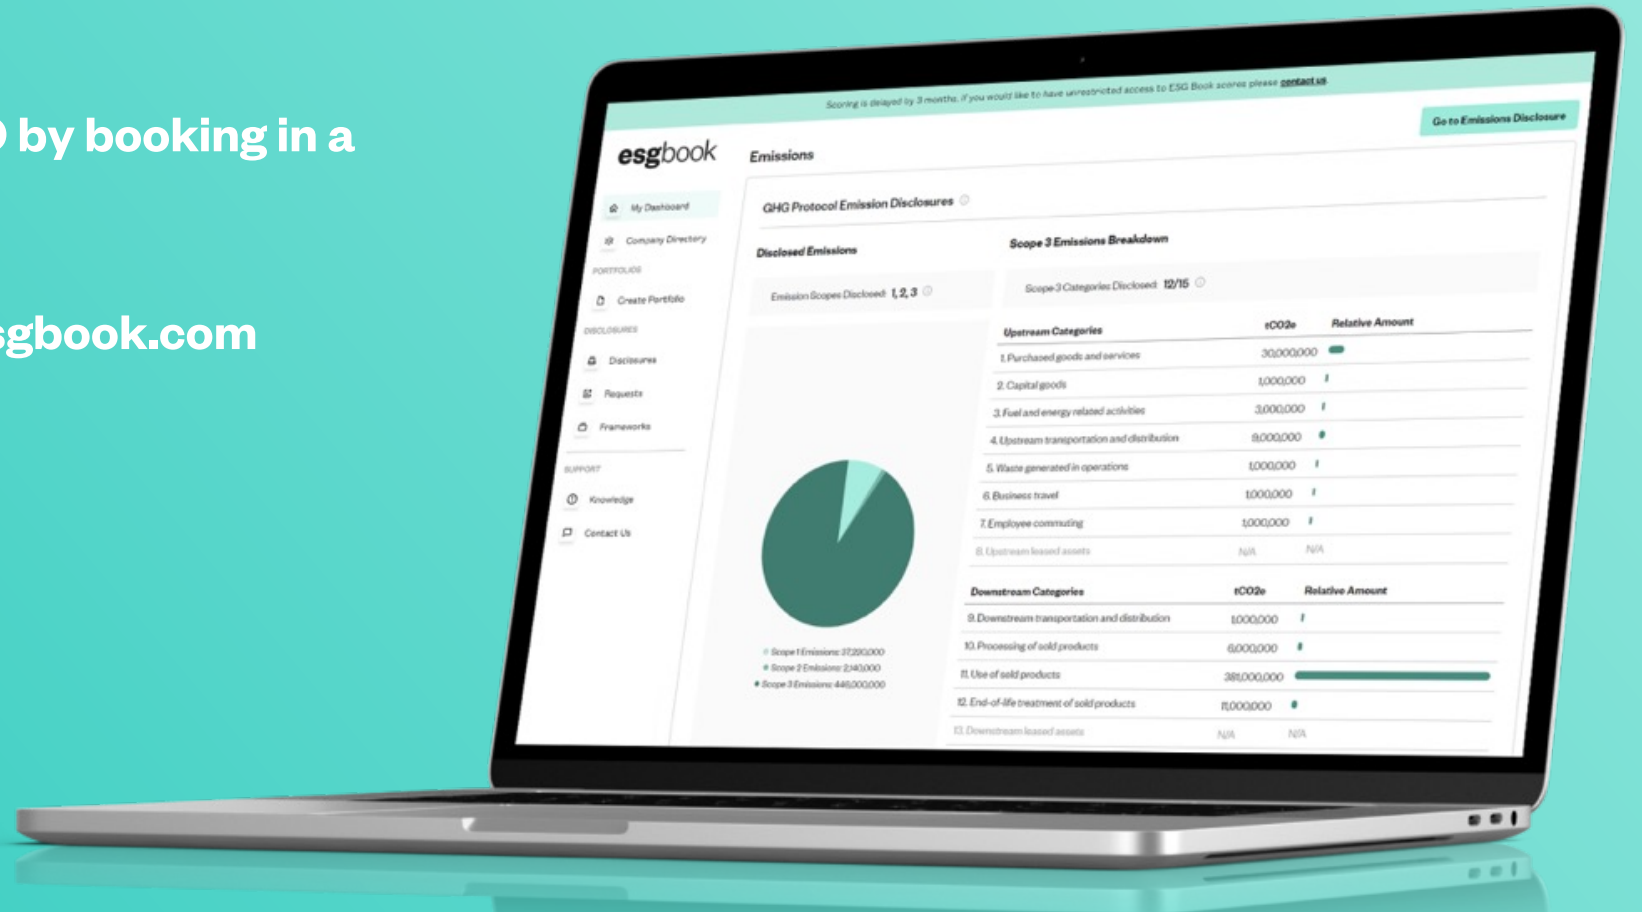 by booking in a
sgbook.com
Scoring is delayed by 3 months, if you would like to have unrestricted access to ESG Book scores please contact us.
Go to Emissions Disclosure
esgbook
Emissions
My Dashboard
Company Directory
PORTFOLIOS
Create Portfolio
DISCLOSURES
Disclosures
Requests
Frameworks
SUPPORT
Knowledge
Contact Us
GHG Protocol Emission Disclosures
Disclosed Emissions
Emission Scopes Disclosed: 1, 2, 3
Scope 1 Emissions: 37,290,000
Scope 2 Emissions: 2,140,000
Scope 3 Emissions: 446,000,000
Scope 3 Emissions Breakdown
Scope 3 Categories Disclosed: 12/15
Upstream Categories tCO2e Relative Amount
1. Purchased goods and services 30,000,000
2. Capital goods 1,000,000
3. Fuel and energy related activities 3,000,000
4. Upstream transportation and distribution 9,000,000
5. Waste generated in operations 1,000,000
6. Business travel 1,000,000
7. Employee commuting 1,000,000
8. Upstream leased assets N/A N/A
Downstream Categories tCO2e Relative Amount
9. Downstream transportation and distribution 1,000,000
10. Processing of sold products 6,000,000
11. Use of sold products 381,000,000
12. End-of-life treatment of sold products 11,000,000
13. Downstream leased assets N/A N/A